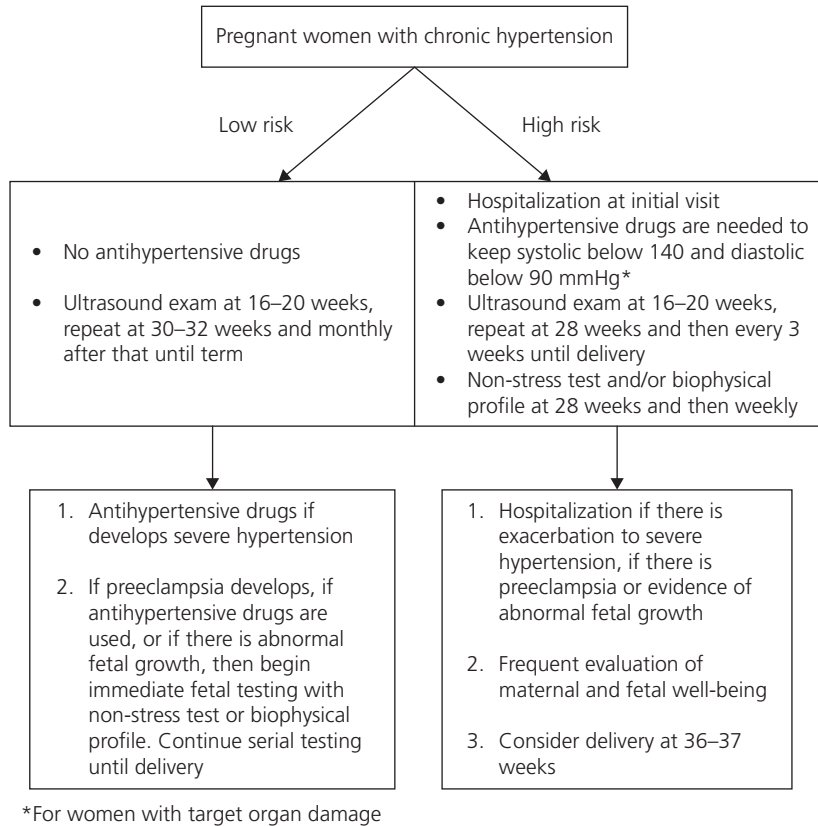 Pregnant women with chronic hypertension
Low risk
High risk
• No antihypertensive drugs
• Ultrasound exam at 16–20 weeks,
repeat at 30–32 weeks and monthly
after that until term
• Hospitalization at initial visit
• Antihypertensive drugs are needed to
keep systolic below 140 and diastolic
below 90 mmHg*
• Ultrasound exam at 16–20 weeks,
repeat at 28 weeks and then every 3
weeks until delivery
• Non-stress test and/or biophysical
profile at 28 weeks and then weekly
1. Antihypertensive drugs if
develops severe hypertension
2. If preeclampsia develops, if
antihypertensive drugs are
used, or if there is abnormal
fetal growth, then begin
immediate fetal testing with
non-stress test or biophysical
profile. Continue serial testing
until delivery
1. Hospitalization if there is
exacerbation to severe
hypertension, if there is
preeclampsia or evidence of
abnormal fetal growth
2. Frequent evaluation of
maternal and fetal well-being
3. Consider delivery at 36–37
weeks
*For women with target organ damage